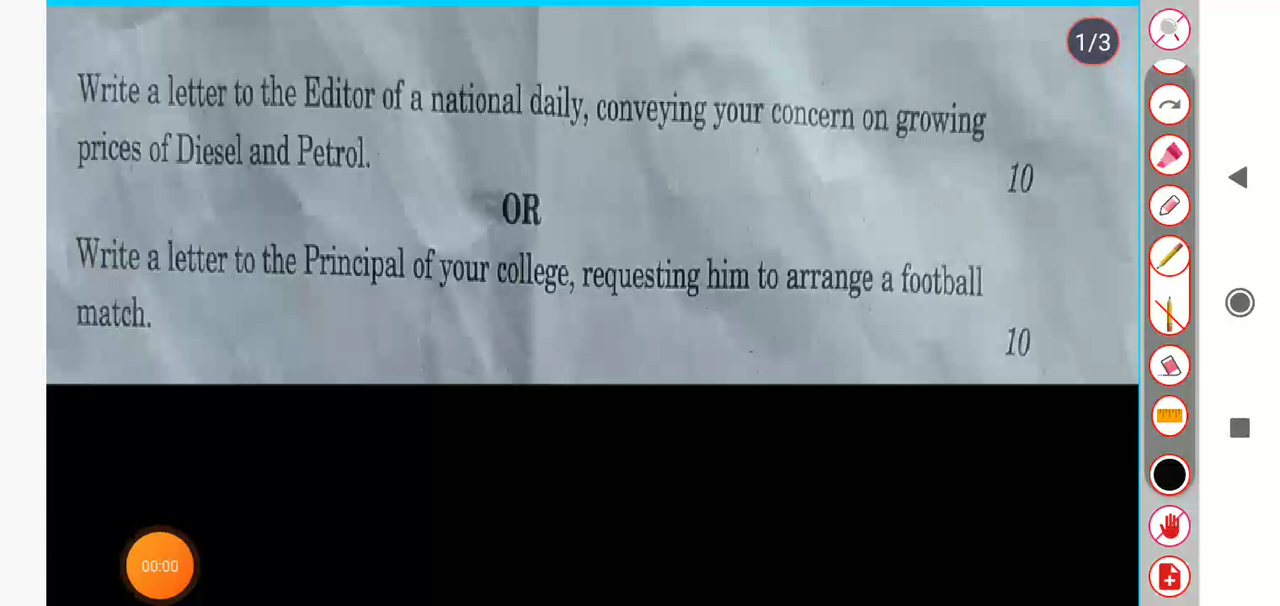 1/3
Write a letter to the Editor of a national daily, conveying your concern on growing
prices of Diesel and Petrol.
10
OR
Write a letter to the Principal of your college, requesting him to arrange a football
match.
10
00:00